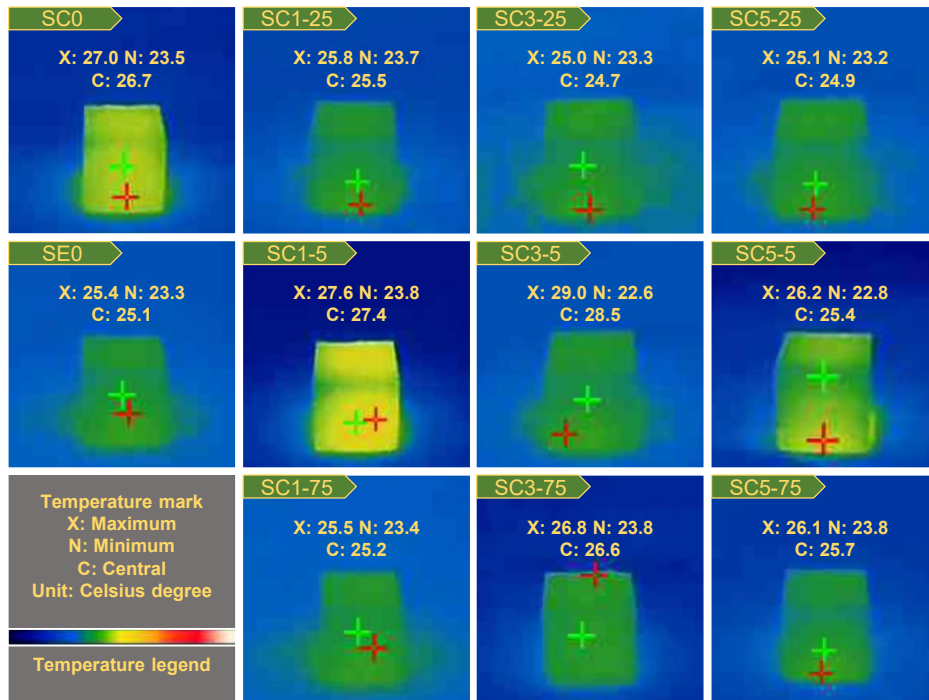 SC0
X: 27.0 N: 23.5
C: 26.7
SC1-25
X: 25.8 N: 23.7
C: 25.5
SC3-25
X: 25.0 N: 23.3
C: 24.7
SC5-25
X: 25.1 N: 23.2
C: 24.9
SE0
X: 25.4 N: 23.3
C: 25.1
SC1-5
X: 27.6 N: 23.8
C: 27.4
SC3-5
X: 29.0 N: 22.6
C: 28.5
SC5-5
X: 26.2 N: 22.8
C: 25.4
Temperature mark
X: Maximum
N: Minimum
C: Central
Unit: Celsius degree
Temperature legend
SC1-75
X: 25.5 N: 23.4
C: 25.2
SC3-75
X: 26.8 N: 23.8
C: 26.6
SC5-75
X: 26.1 N: 23.8
C: 25.7